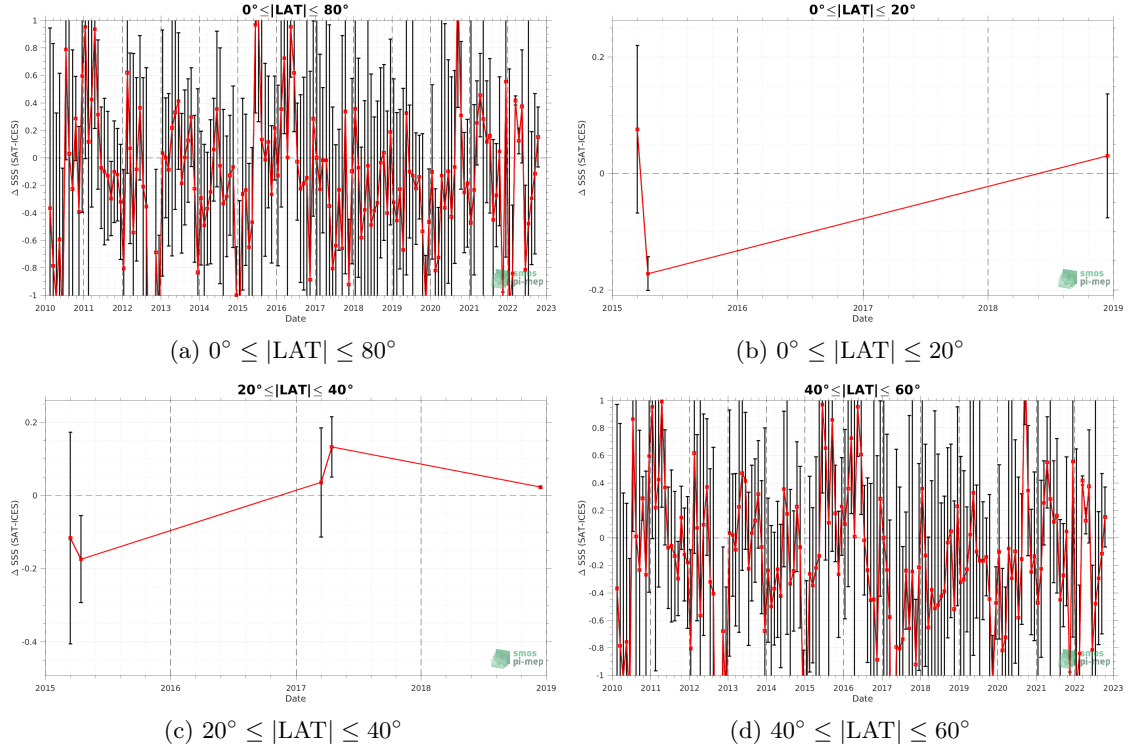 0°≤|LAT|≤ 80°
Δ SSS (SAT-ICES)
1
0.8
0.6
0.4
0.2
0
-0.2
-0.4
-0.6
-0.8
-1
2010 2011 2012 2013 2014 2015 2016 2017 2018 2019 2020 2021 2022 2023
Date
smos
pi-mep
(a) 0° ≤ |LAT| ≤ 80°
0°≤|LAT|≤ 20°
Δ SSS (SAT-ICES)
0.2
0
-0.2
2015 2016 2017 2018 2019
Date
smos
pi-mep
(b) 0° ≤ |LAT| ≤ 20°
20°≤|LAT|≤ 40°
Δ SSS (SAT-ICES)
0.2
0
-0.2
-0.4
2015 2016 2017 2018 2019
Date
smos
pi-mep
(c) 20° ≤ |LAT| ≤ 40°
40°≤|LAT|≤ 60°
Δ SSS (SAT-ICES)
1
0.8
0.6
0.4
0.2
0
-0.2
-0.4
-0.6
-0.8
-1
2010 2011 2012 2013 2014 2015 2016 2017 2018 2019 2020 2021 2022 2023
Date
smos
pi-mep
(d) 40° ≤ |LAT| ≤ 60°